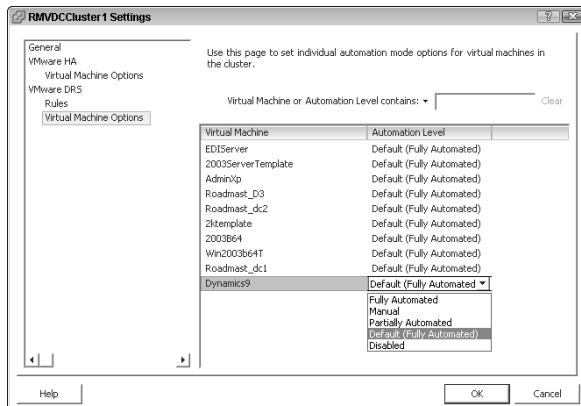 RMVDCCluster1 Settings
General
VMware HA
Virtual Machine Options
VMware DRS
Rules
Virtual Machine Options
Use this page to set individual automation mode options for virtual machines in
the cluster.
Virtual Machine or Automation Level contains:
Clear
Virtual Machine Automation Level
EDIServer Default (Fully Automated)
2003ServerTemplate Default (Fully Automated)
AdminXp Default (Fully Automated)
Roadmast_D3 Default (Fully Automated)
Roadmast_dc2 Default (Fully Automated)
2ktemplate Default (Fully Automated)
2003B64 Default (Fully Automated)
Win2003b64T Default (Fully Automated)
Roadmast_dc1 Default (Fully Automated)
Dynamics9 Default (Fully Automated
Fully Automated
Manual
Partially Automated
Default (Fully Automated)
Disabled
Help OK Cancel